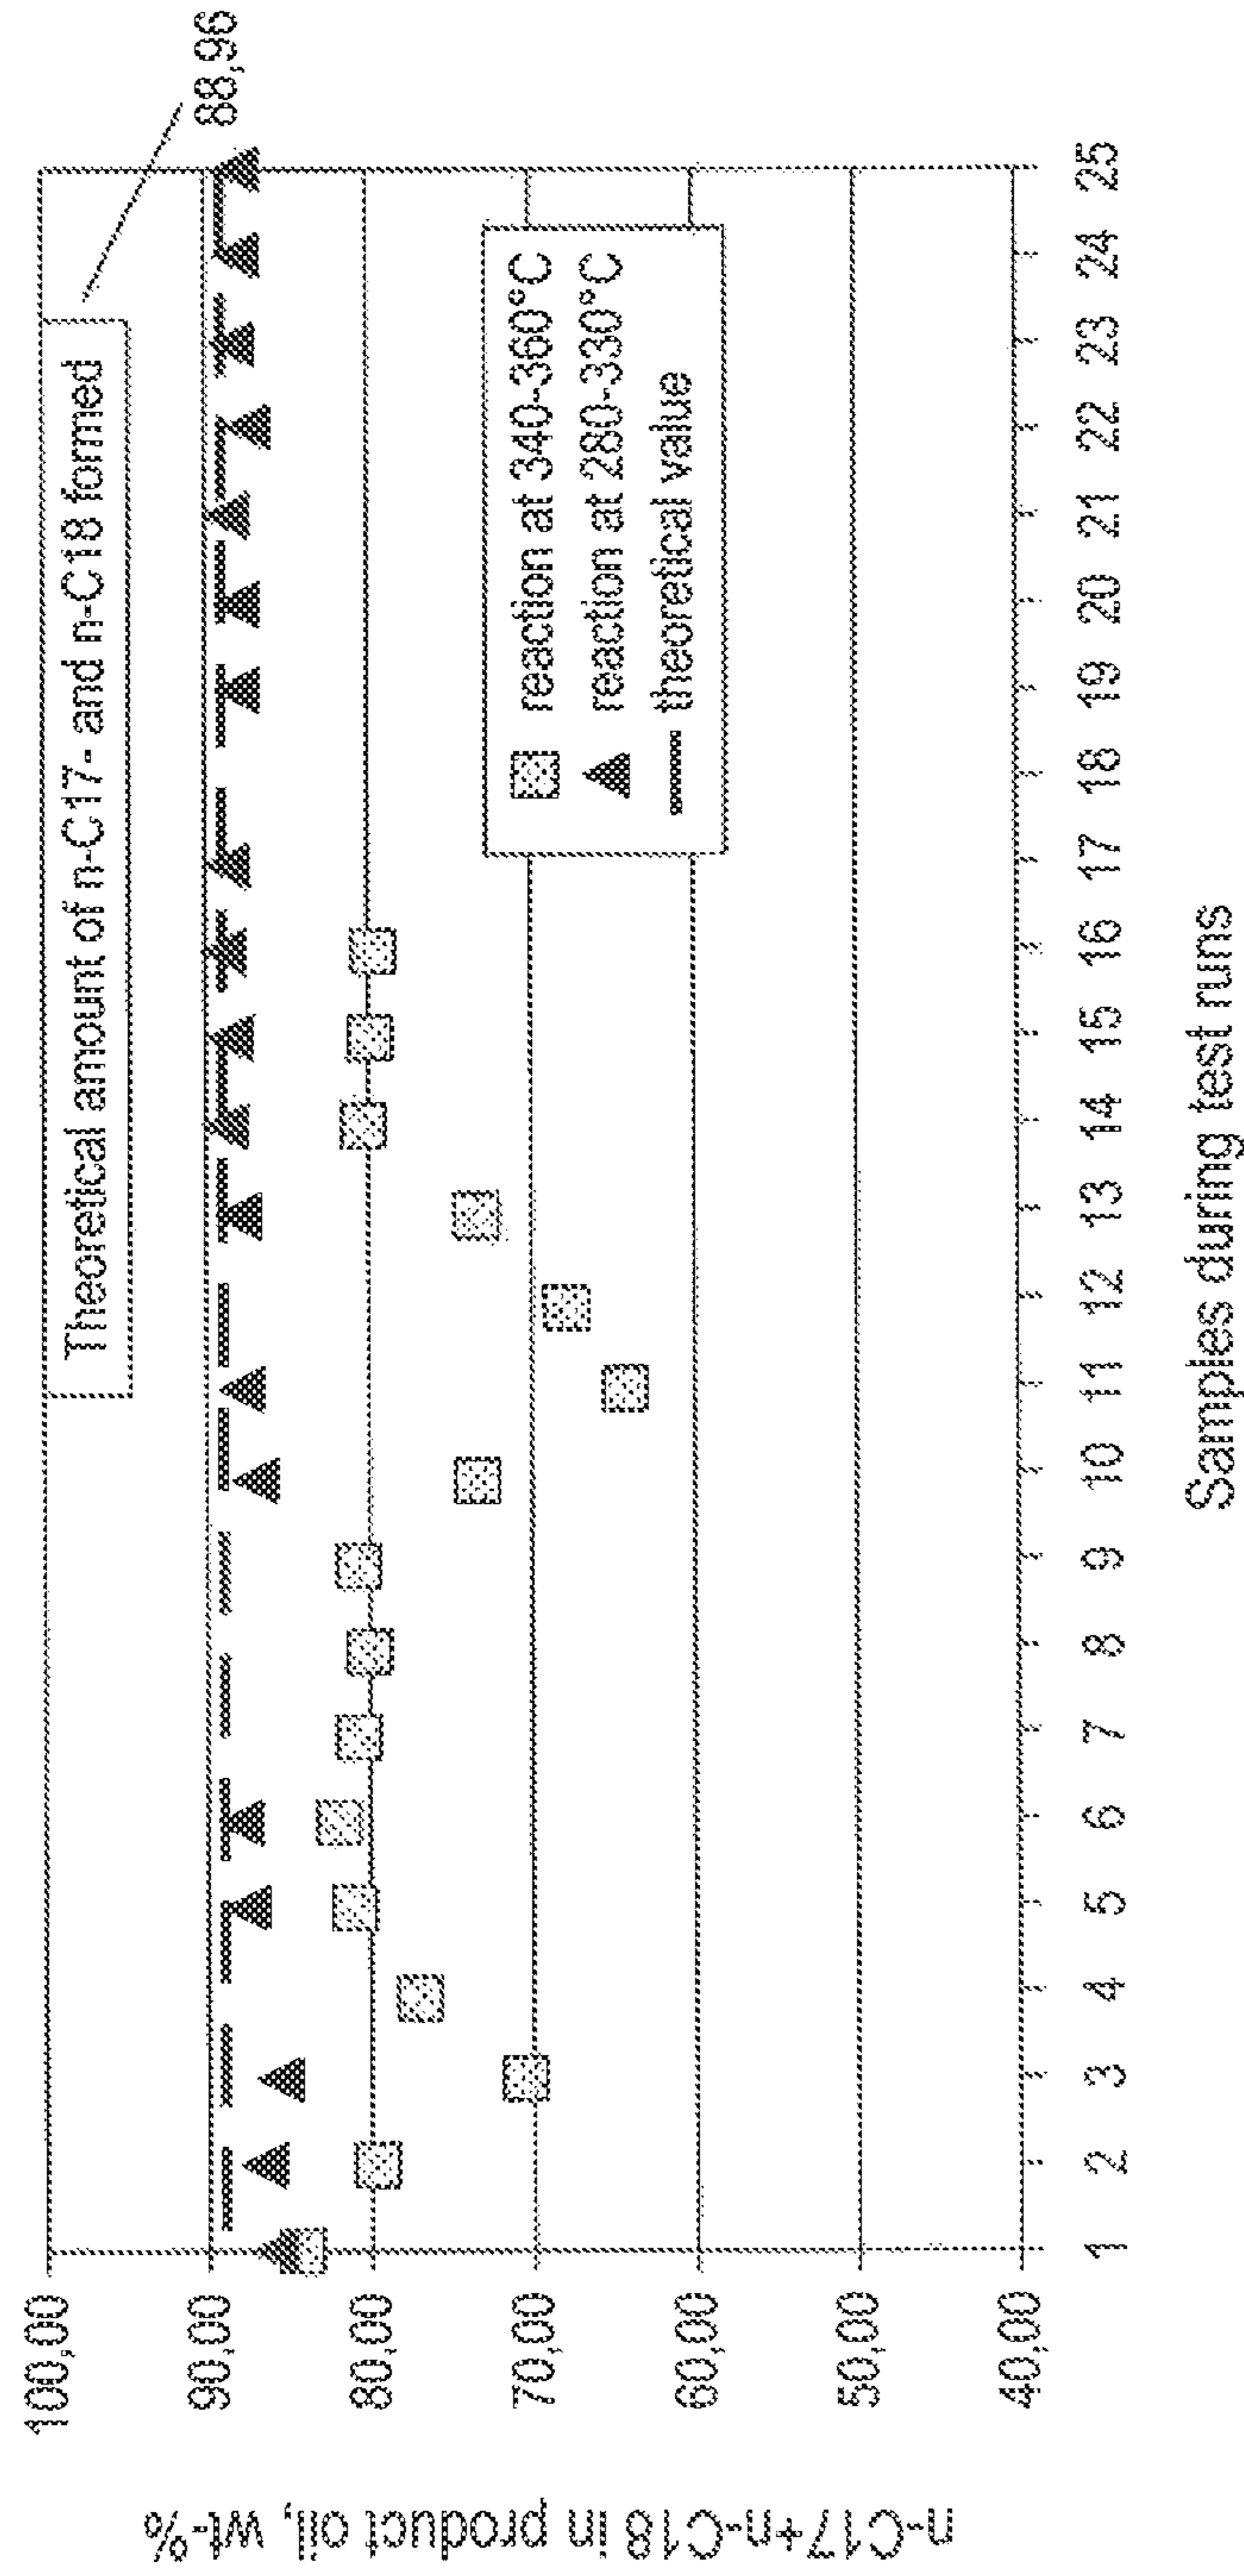 Theoretical amount of n-C17- and n-C18 formed
88,96
n-C17+n-C18 in product oil, wt-%
100,00
90,00
80,00
70,00
60,00
50,00
40,00
reaction at 340-360°C
reaction at 280-330°C
theoretical value
1 2 3 4 5 6 7 8 9 10 11 12 13 14 15 16 17 18 19 20 21 22 23 24 25
Samples during test runs